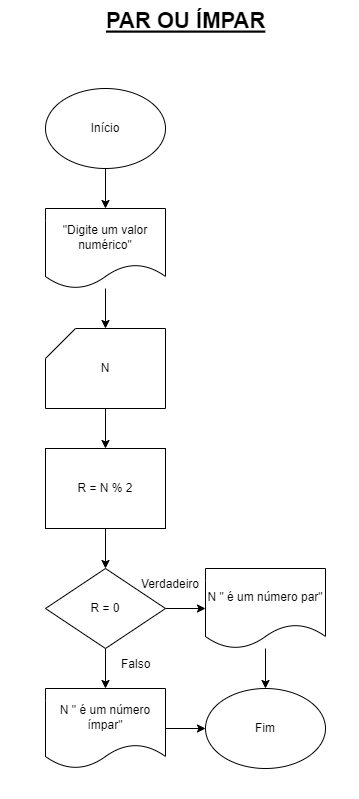 PAR OU ÍMPAR
Início
"Digite um valor
numérico"
N
R = N % 2
Verdadeiro
R = 0
N " é um número par"
Falso
N " é um número
ímpar"
Fim